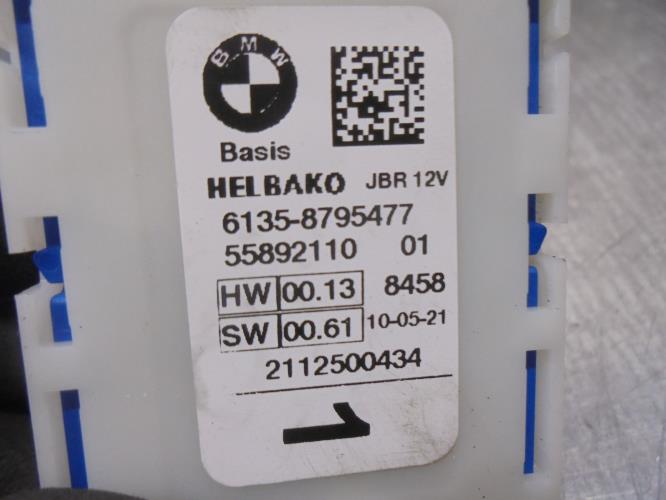 BMW
Basis
HELBAKO JBR 12V
6135-8795477
55892110 01
HW 00.13 8458
SW 00.61 10-05-21
2112500434
1